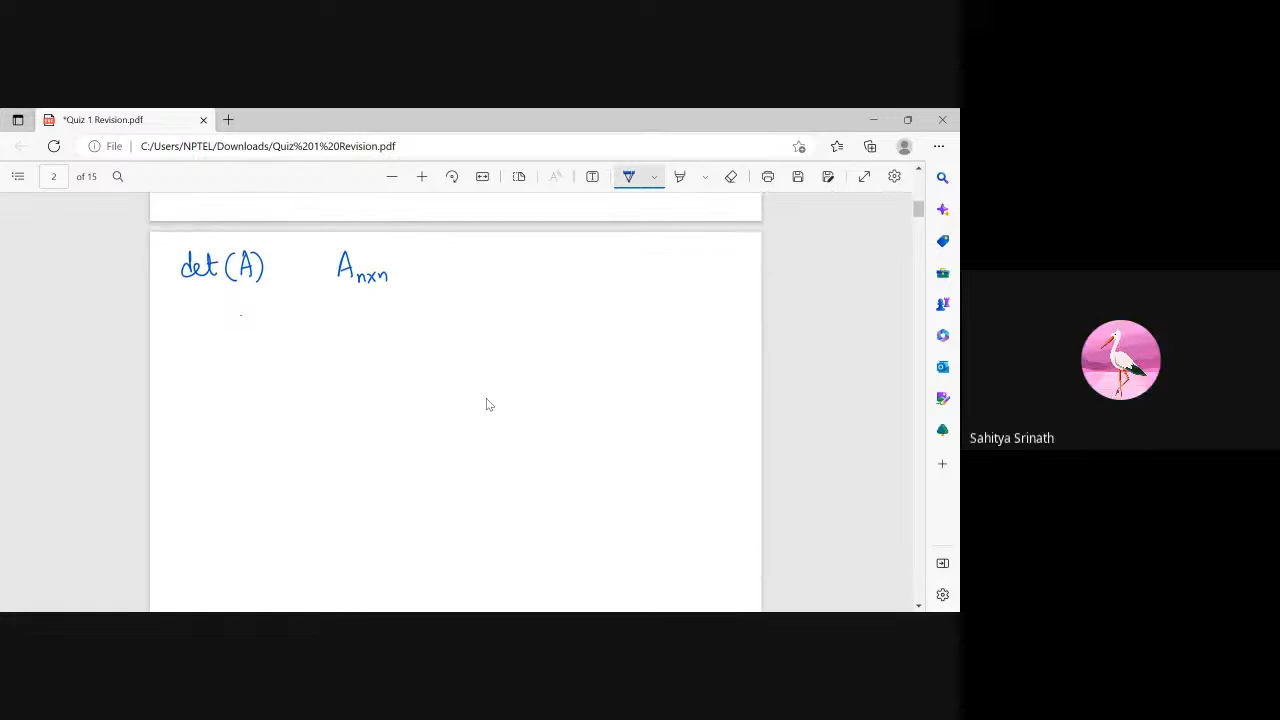 *Quiz 1 Revision.pdf
File C:/Users/NPTEL/Downloads/Quiz%201%20Revision.pdf
2 of 15
det (A) Anxn
Sahitya Srinath